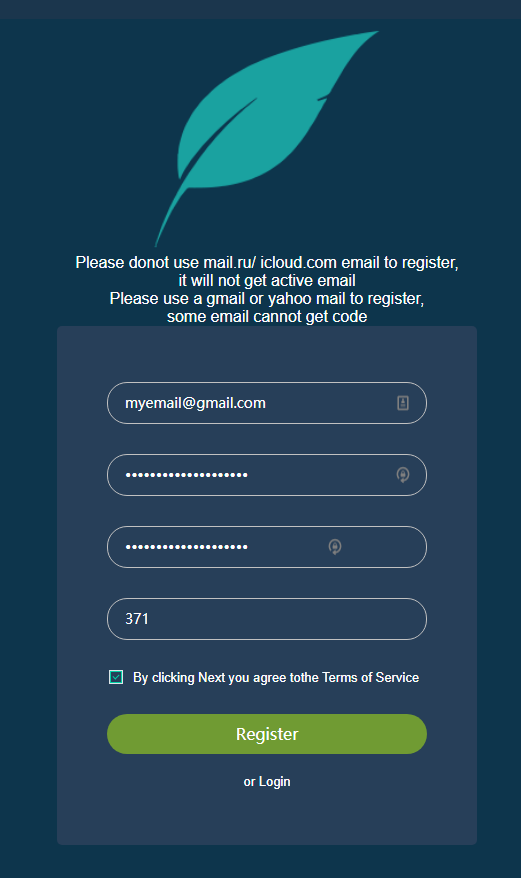 Please donot use mail.ru/ icloud.com email to register,
it will not get active email
Please use a gmail or yahoo mail to register,
some email cannot get code
myemail@gmail.com
••••••••••••••••••••
••••••••••••••••••••
371
By clicking Next you agree tothe Terms of Service
Register
or Login